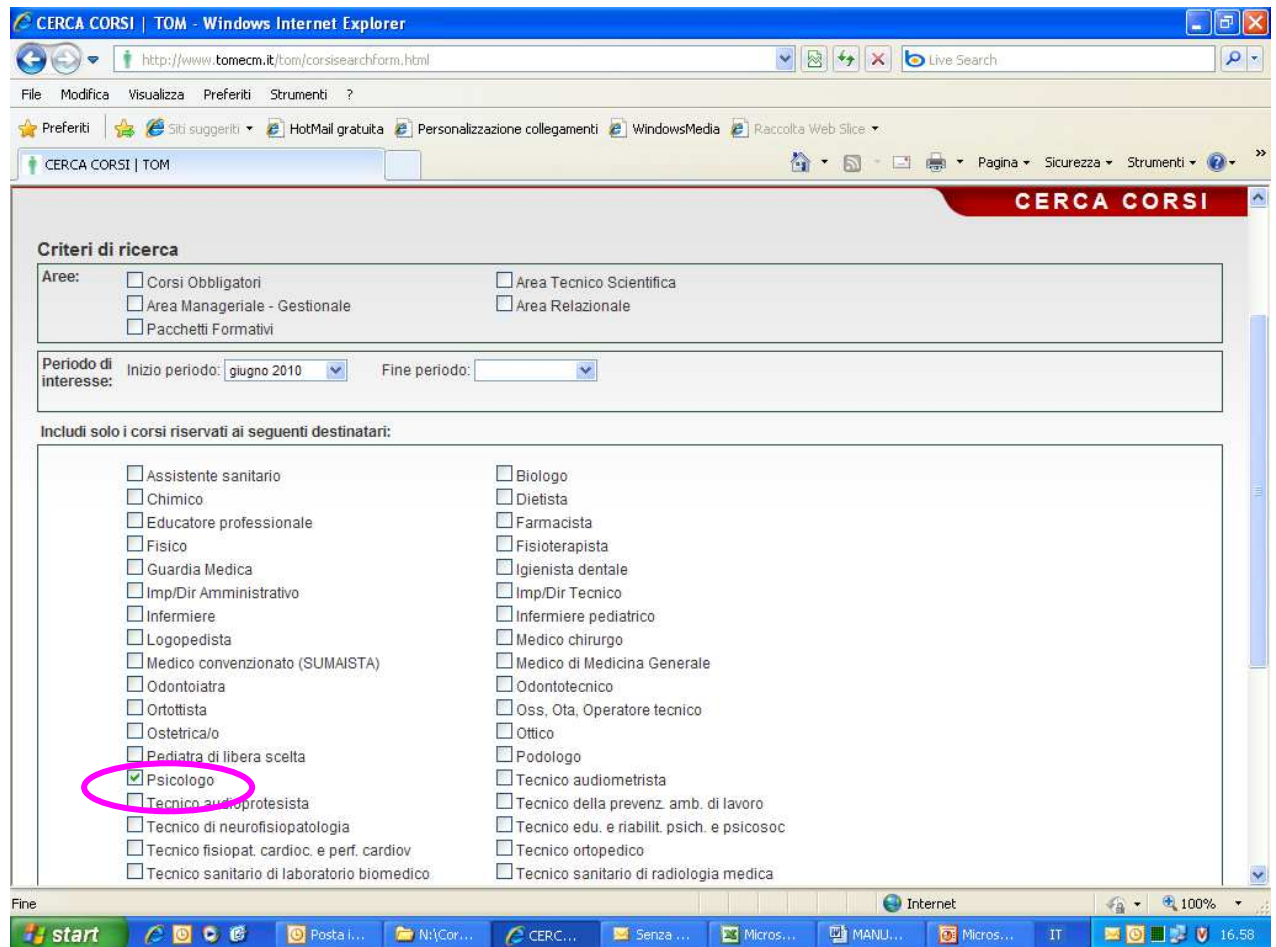 CERCA CORSI | TOM - Windows Internet Explorer
http://www.tomecm.it/tom/corsisearchform.html
Live Search
File Modifica Visualizza Preferiti Strumenti ?
Preferiti Siti suggeriti HotMail gratuita Personalizzazione collegamenti WindowsMedia Raccolta Web Slice
CERCA CORSI | TOM Pagina Sicurezza Strumenti »
CERCA CORSI
Criteri di ricerca
Aree: Corsi Obbligatori Area Tecnico Scientifica
Area Manageriale - Gestionale Area Relazionale
Pacchetti Formativi
Periodo di interesse: Inizio periodo: giugno 2010 Fine periodo:
Includi solo i corsi riservati ai seguenti destinatari:
Assistente sanitario Biologo
Chimico Dietista
Educatore professionale Farmacista
Fisico Fisioterapista
Guardia Medica Igienista dentale
Imp/Dir Amministrativo Imp/Dir Tecnico
Infermiere Infermiere pediatrico
Logopedista Medico chirurgo
Medico convenzionato (SUMAISTA) Medico di Medicina Generale
Odontoiatra Odontotecnico
Ortottista Oss, Ota, Operatore tecnico
Ostetrica/o Ottico
Pediatra di libera scelta Podologo
Psicologo Tecnico audiometrista
Tecnico audioprotesista Tecnico della prevenz. amb. di lavoro
Tecnico di neurofisiopatologia Tecnico edu. e riabilit. psich. e psicosoc
Tecnico fisiopat. cardioc. e perf. cardiov Tecnico ortopedico
Tecnico sanitario di laboratorio biomedico Tecnico sanitario di radiologia medica
Fine Internet 100%
start Posta i... N:\Cor... CERC... Senza ... Micros... MANU... Micros... IT 16.58